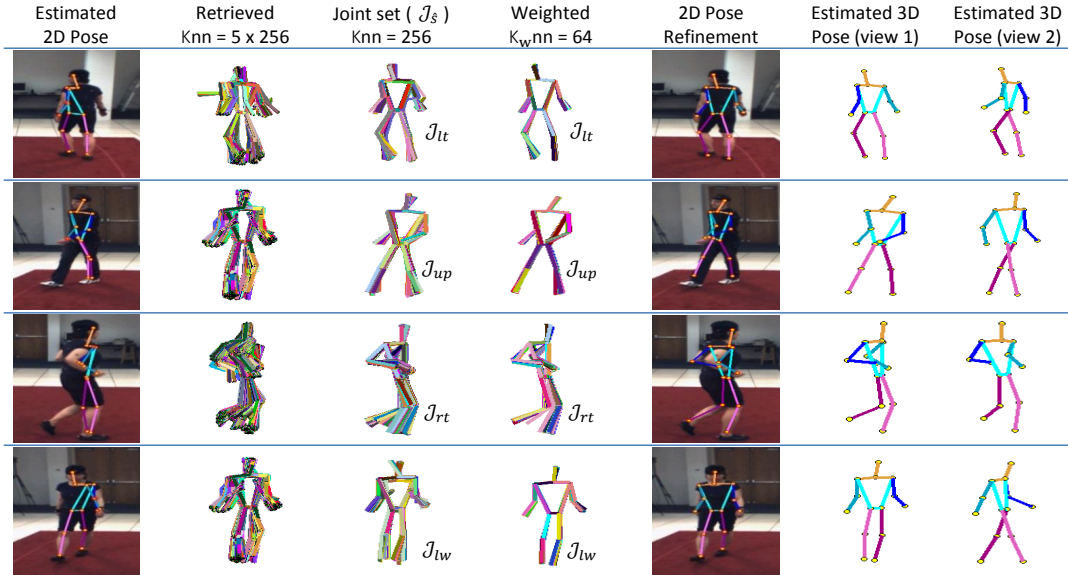 Estimated 2D Pose
Retrieved Knn = 5 x 256
Joint set ( 𝒥ŝ ) Knn = 256
Weighted Kwnn = 64
2D Pose Refinement
Estimated 3D Pose (view 1)
Estimated 3D Pose (view 2)
𝒥lt
𝒥lt
𝒥up
𝒥up
𝒥rt
𝒥rt
𝒥lw
𝒥lw